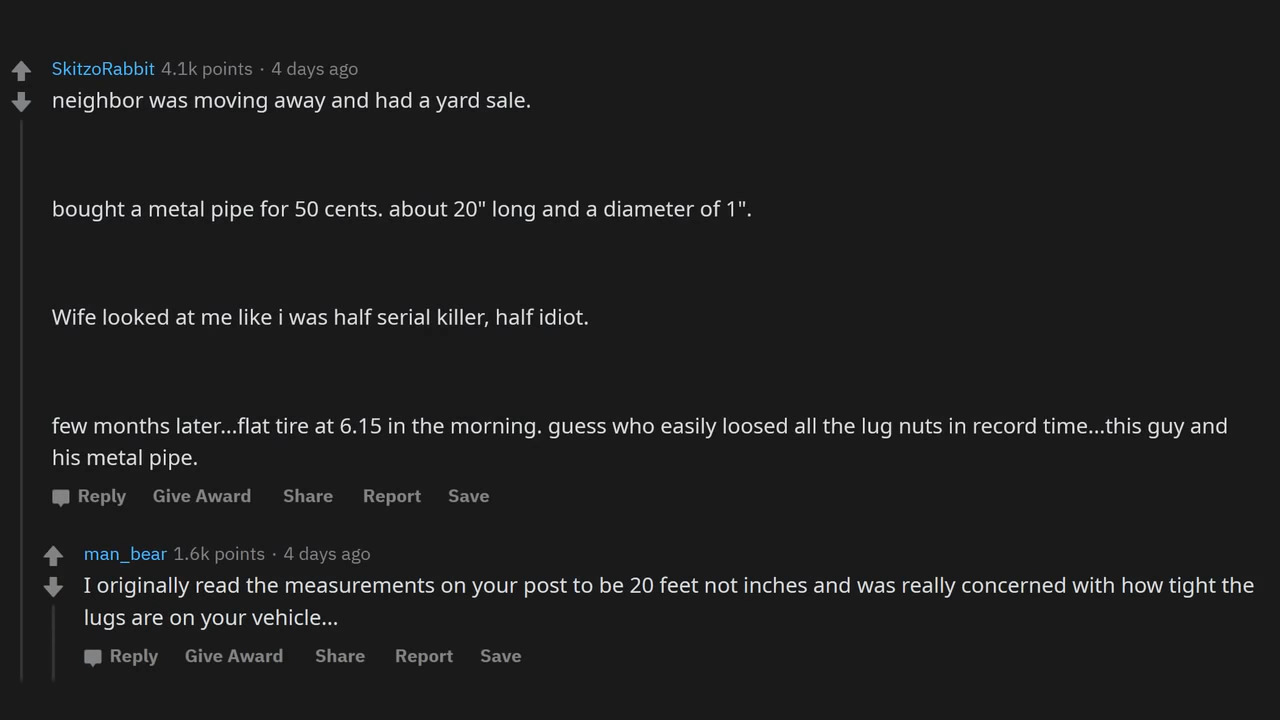 SkitzoRabbit 4.1k points · 4 days ago
neighbor was moving away and had a yard sale.
bought a metal pipe for 50 cents. about 20" long and a diameter of 1".
Wife looked at me like i was half serial killer, half idiot.
few months later...flat tire at 6.15 in the morning. guess who easily loosed all the lug nuts in record time...this guy and
his metal pipe.
Reply Give Award Share Report Save
man_bear 1.6k points · 4 days ago
I originally read the measurements on your post to be 20 feet not inches and was really concerned with how tight the
lugs are on your vehicle...
Reply Give Award Share Report Save